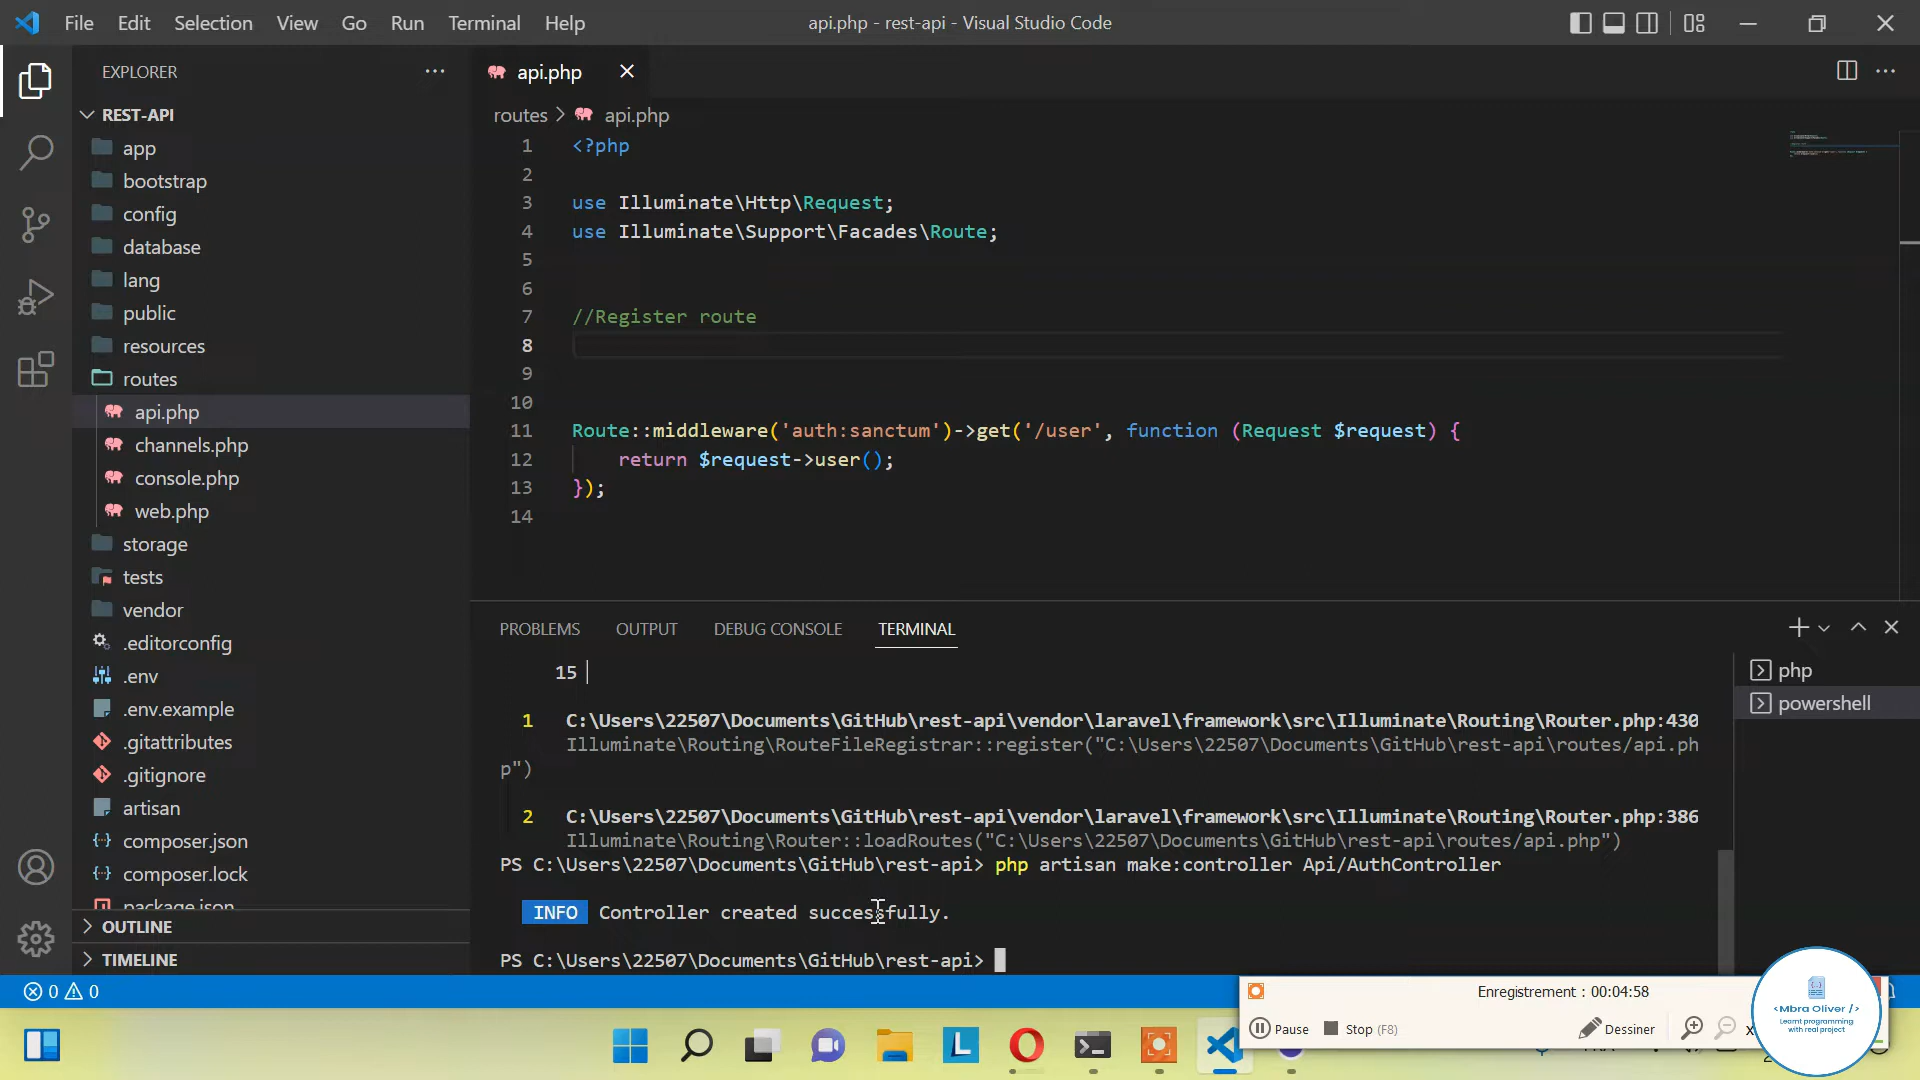 File Edit Selection View Go Run Terminal Help
api.php - rest-api - Visual Studio Code
EXPLORER
REST-API
app
bootstrap
config
database
lang
public
resources
routes
api.php
channels.php
console.php
web.php
storage
tests
vendor
.editorconfig
.env
.env.example
.gitattributes
.gitignore
artisan
composer.json
composer.lock
package.json
OUTLINE
TIMELINE
api.php
routes > api.php
1 <?php
2
3 use Illuminate\Http\Request;
4 use Illuminate\Support\Facades\Route;
5
6
7 //Register route
8
9
10
11 Route::middleware('auth:sanctum')->get('/user', function (Request $request) {
12 return $request->user();
13 });
14
PROBLEMS OUTPUT DEBUG CONSOLE TERMINAL
15
1 C:\Users\22507\Documents\GitHub\rest-api\vendor\laravel\framework\src\Illuminate\Routing\Router.php:430
Illuminate\Routing\RouteFileRegistrar::register("C:\Users\22507\Documents\GitHub\rest-api\routes/api.ph
p")
2 C:\Users\22507\Documents\GitHub\rest-api\vendor\laravel\framework\src\Illuminate\Routing\Router.php:386
Illuminate\Routing\Router::loadRoutes("C:\Users\22507\Documents\GitHub\rest-api\routes/api.php")
PS C:\Users\22507\Documents\GitHub\rest-api> php artisan make:controller Api/AuthController
INFO Controller created successfully.
PS C:\Users\22507\Documents\GitHub\rest-api>
php
powershell
0 0
Enregistrement : 00:04:58
Pause Stop (F8) Dessiner
<Mbra Oliver />
Learnt programming
with real project